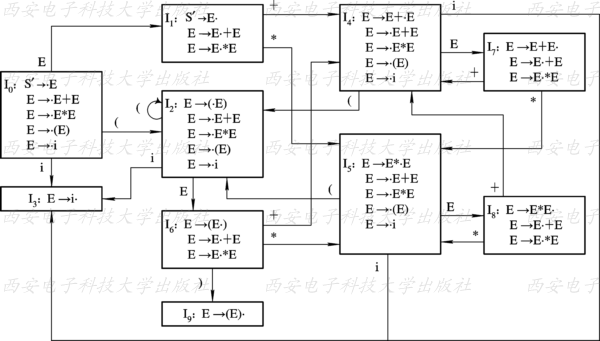 I₁: S′→E·
E→E·+E
E→E·*E
+
*
I₄: E→E+·E
E→·E+E
E→·E*E
E→·(E)
E→·i
i
E
I₇: E→E+E·
E→E·+E
E→E·*E
+
*
E
I₀: S′→·E
E→·E+E
E→·E*E
E→·(E)
E→·i
(
i
(
I₂: E→(·E)
E→·E+E
E→·E*E
E→·(E)
E→·i
(
i
E
I₃: E→i·
I₅: E→E*·E
E→·E+E
E→·E*E
E→·(E)
E→·i
(
E
+
*
i
I₈: E→E*E·
E→E·+E
E→E·*E
I₆: E→(E·)
E→E·+E
E→E·*E
+
*
)
I₉: E→(E)·
西安电子科技大学出版社
西安电子科技大学出版社
西安电子科技大学出版社
西安电子科技大学出版社